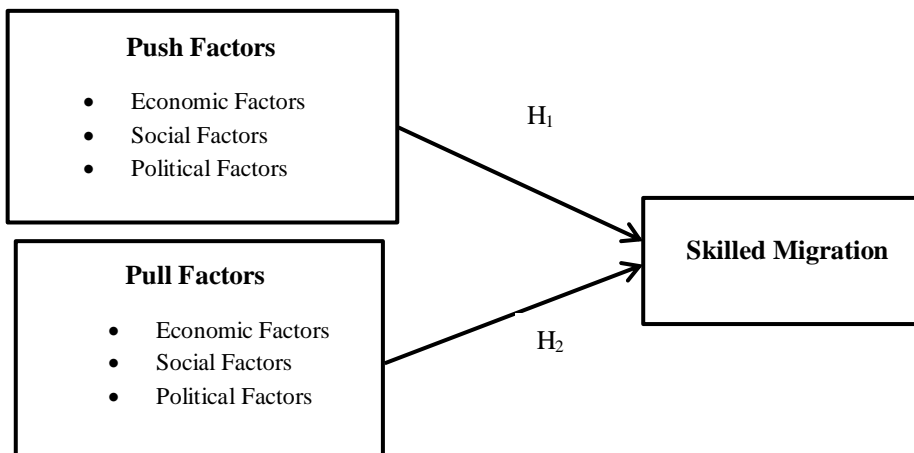 Push Factors
• Economic Factors
• Social Factors
• Political Factors
H₁
Skilled Migration
Pull Factors
• Economic Factors
• Social Factors
• Political Factors
H₂